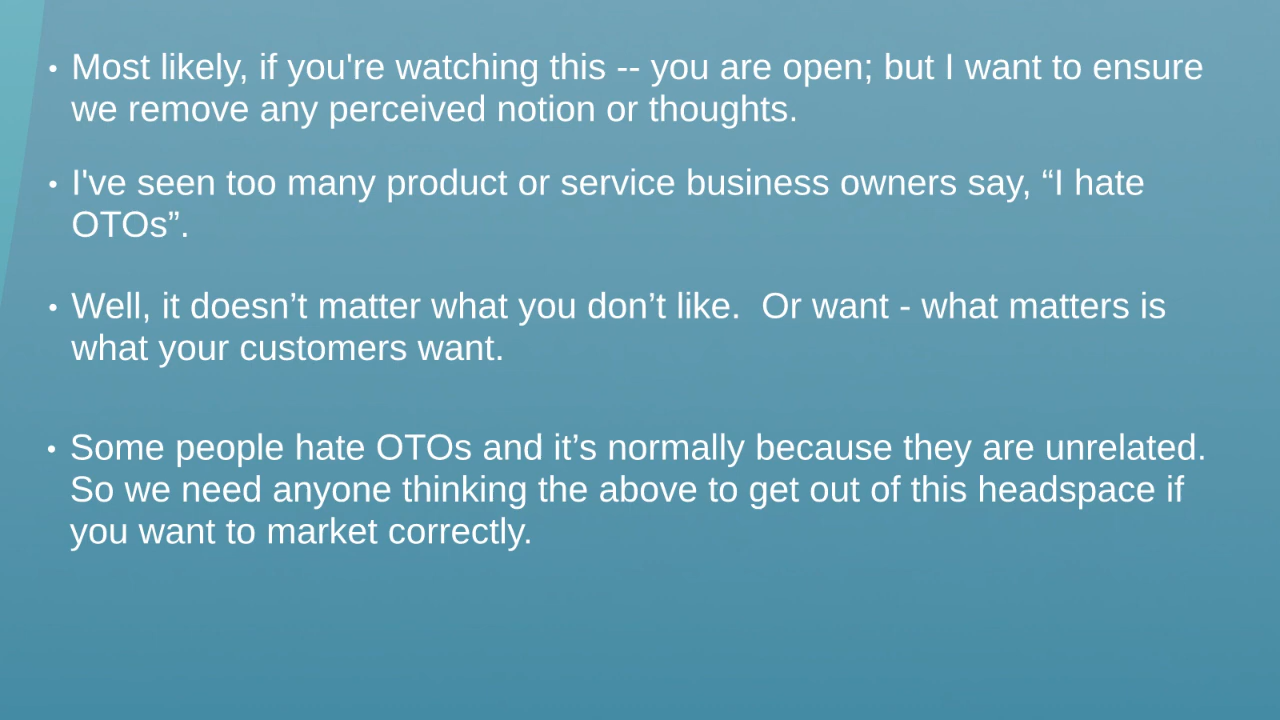 • Most likely, if you're watching this -- you are open; but I want to ensure
we remove any perceived notion or thoughts.
• I've seen too many product or service business owners say, “I hate
OTOs”.
• Well, it doesn’t matter what you don’t like.  Or want - what matters is
what your customers want.
• Some people hate OTOs and it’s normally because they are unrelated.
So we need anyone thinking the above to get out of this headspace if
you want to market correctly.